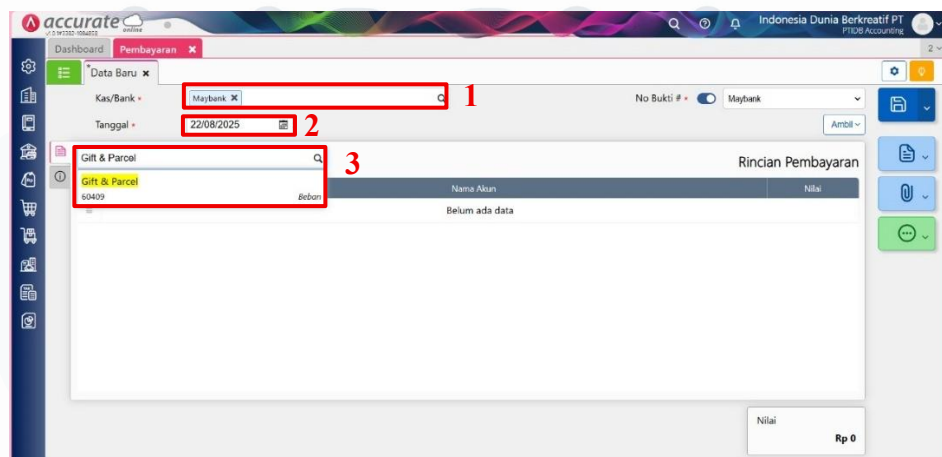 accurate online
Indonesia Dunia Berkreatif PT
PTIDB Accounting
Dashboard Pembayaran ✖ 2
*Data Baru ✖
Kas/Bank • Maybank ✖ 1 No Bukti # • Maybank
Tanggal • 22/08/2025 2 Ambil
Gift & Parcel 3 Rincian Pembayaran
Gift & Parcel
60409 Beban
Nama Akun Nilai
Belum ada data
Nilai
Rp 0